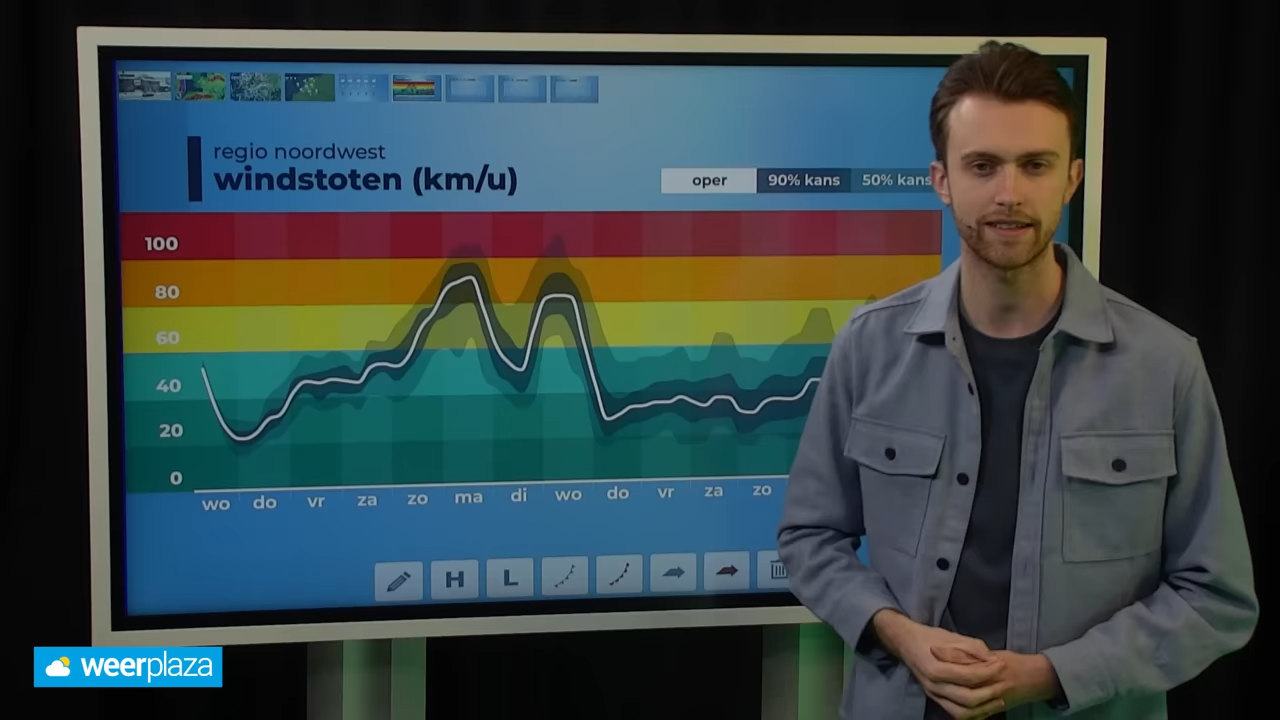 regio noordwest
windstoten (km/u)
oper 90% kans 50% kans
100
80
60
40
20
0
wo do vr za zo ma di wo do vr za zo
H L
weerplaza